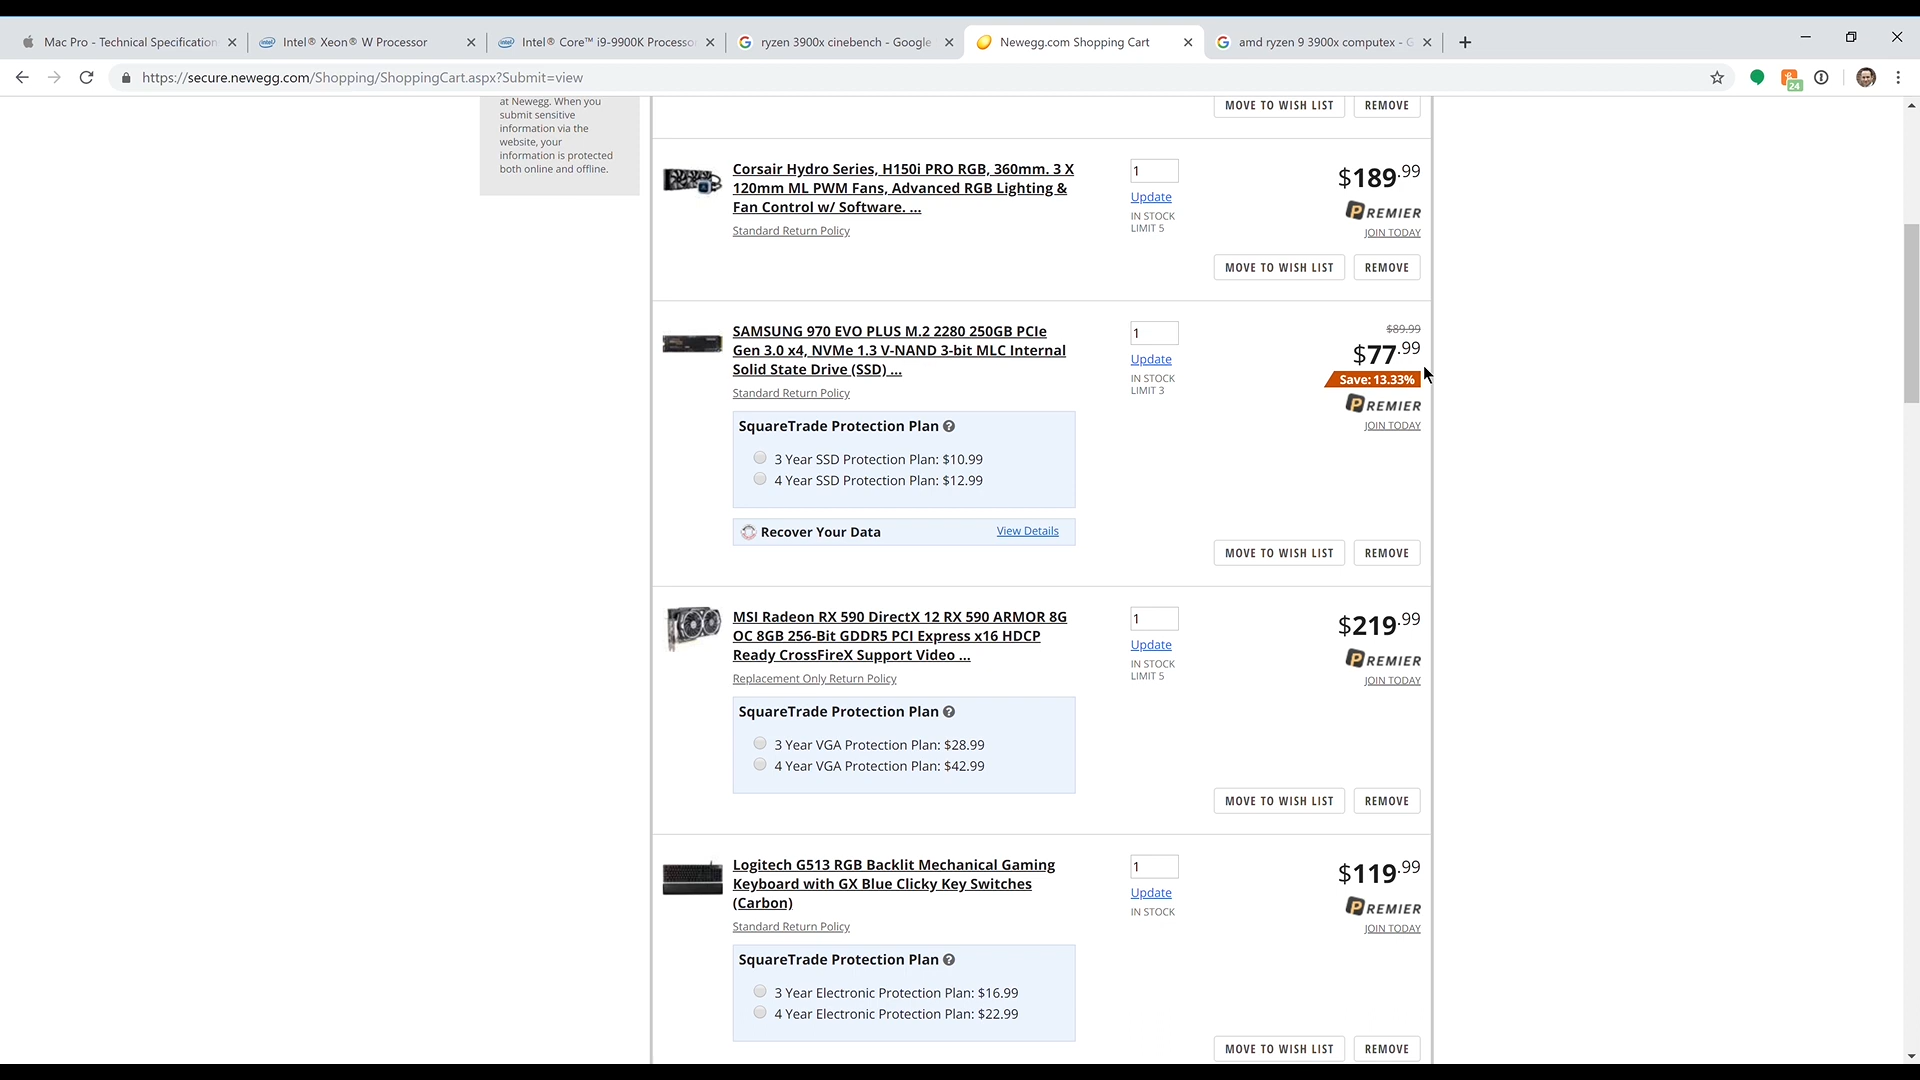 Mac Pro - Technical Specification
Intel® Xeon® W Processor
Intel® Core™ i9-9900K Processo
ryzen 3900x cinebench - Google
Newegg.com Shopping Cart
amd ryzen 9 3900x computex - G
https://secure.newegg.com/Shopping/ShoppingCart.aspx?Submit=view
24
at Newegg. When you
submit sensitive
information via the
website, your
information is protected
both online and offline.
MOVE TO WISH LIST
REMOVE
Corsair Hydro Series, H150i PRO RGB, 360mm. 3 X
120mm ML PWM Fans, Advanced RGB Lighting &
Fan Control w/ Software. ...
Standard Return Policy
1
Update
IN STOCK
LIMIT 5
$189.99
PREMIER
JOIN TODAY
MOVE TO WISH LIST
REMOVE
SAMSUNG 970 EVO PLUS M.2 2280 250GB PCIe
Gen 3.0 x4, NVMe 1.3 V-NAND 3-bit MLC Internal
Solid State Drive (SSD) ...
Standard Return Policy
1
Update
IN STOCK
LIMIT 3
$89.99
$77.99
Save: 13.33%
PREMIER
JOIN TODAY
SquareTrade Protection Plan ?
3 Year SSD Protection Plan: $10.99
4 Year SSD Protection Plan: $12.99
Recover Your Data
View Details
MOVE TO WISH LIST
REMOVE
MSI Radeon RX 590 DirectX 12 RX 590 ARMOR 8G
OC 8GB 256-Bit GDDR5 PCI Express x16 HDCP
Ready CrossFireX Support Video ...
Replacement Only Return Policy
1
Update
IN STOCK
LIMIT 5
$219.99
PREMIER
JOIN TODAY
SquareTrade Protection Plan ?
3 Year VGA Protection Plan: $28.99
4 Year VGA Protection Plan: $42.99
MOVE TO WISH LIST
REMOVE
Logitech G513 RGB Backlit Mechanical Gaming
Keyboard with GX Blue Clicky Key Switches
(Carbon)
Standard Return Policy
1
Update
IN STOCK
$119.99
PREMIER
JOIN TODAY
SquareTrade Protection Plan ?
3 Year Electronic Protection Plan: $16.99
4 Year Electronic Protection Plan: $22.99
MOVE TO WISH LIST
REMOVE